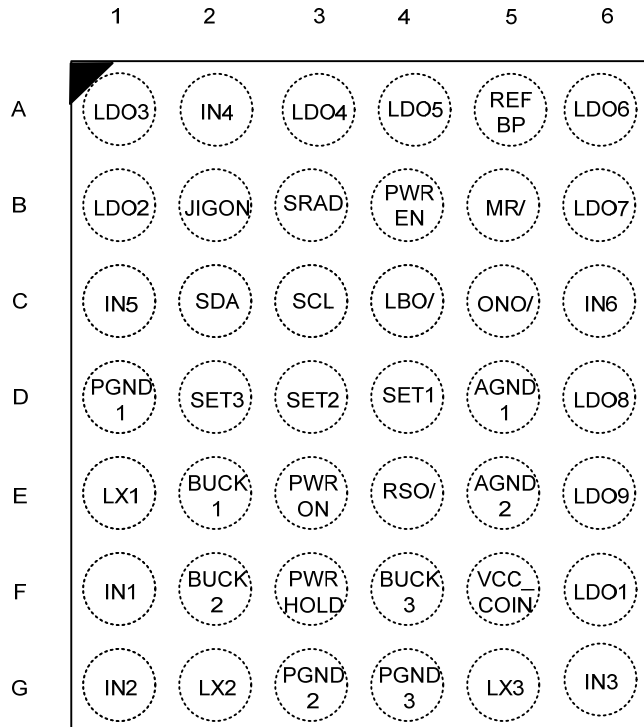 1 2 3 4 5 6
A LDO3 IN4 LDO4 LDO5 REF BP LDO6
B LDO2 JIGON SRAD PWR EN MR/ LDO7
C IN5 SDA SCL LBO/ ONO/ IN6
D PGND 1 SET3 SET2 SET1 AGND 1 LDO8
E LX1 BUCK 1 PWR ON RSO/ AGND 2 LDO9
F IN1 BUCK 2 PWR HOLD BUCK 3 VCC_ COIN LDO1
G IN2 LX2 PGND 2 PGND 3 LX3 IN3